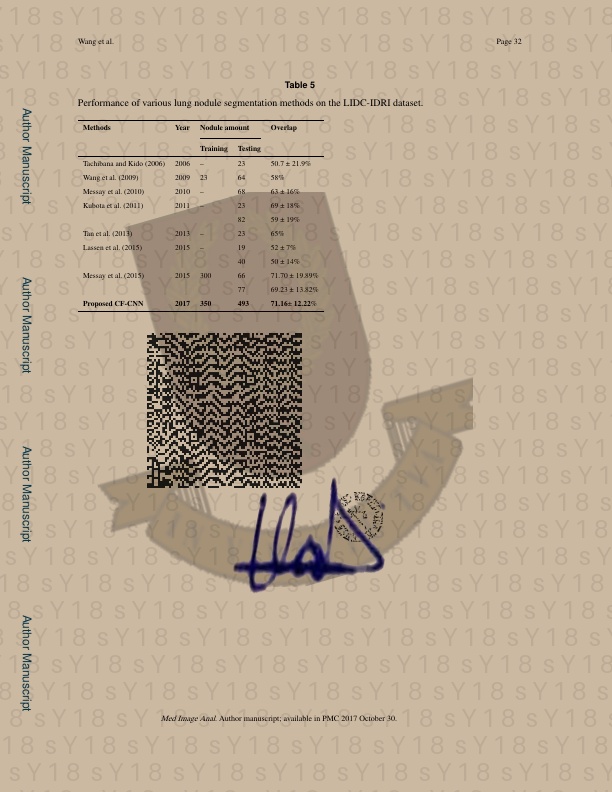 Wang et al. Page 32
Table 5
Performance of various lung nodule segmentation methods on the LIDC-IDRI dataset.
Methods Year Nodule amount Overlap
Training Testing
Tachibana and Kido (2006) 2006 – 23 50.7 ± 21.9%
Wang et al. (2009) 2009 23 64 58%
Messay et al. (2010) 2010 – 68 63 ± 16%
Kubota et al. (2011) 2011 – 23 69 ± 18%
82 59 ± 19%
Tan et al. (2013) 2013 – 23 65%
Lassen et al. (2015) 2015 – 19 52 ± 7%
40 50 ± 14%
Messay et al. (2015) 2015 300 66 71.70 ± 19.89%
77 69.23 ± 13.82%
Proposed CF-CNN 2017 350 493 71.16± 12.22%
Med Image Anal. Author manuscript; available in PMC 2017 October 30.
Author Manuscript
Author Manuscript
Author Manuscript
Author Manuscript
sY18